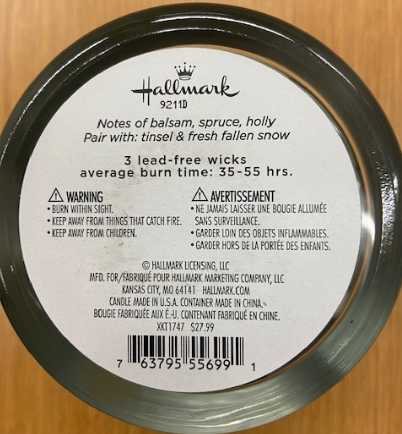 Hallmark
9211D
Notes of balsam, spruce, holly
Pair with: tinsel & fresh fallen snow
3 lead-free wicks
average burn time: 35-55 hrs.
WARNING
• BURN WITHIN SIGHT.
• KEEP AWAY FROM THINGS THAT CATCH FIRE.
• KEEP AWAY FROM CHILDREN.
AVERTISSEMENT
• NE JAMAIS LAISSER UNE BOUGIE ALLUMÉE
SANS SURVEILLANCE.
• GARDER LOIN DES OBJETS INFLAMMABLES.
• GARDER HORS DE LA PORTÉE DES ENFANTS.
© HALLMARK LICENSING, LLC
MFD. FOR/FABRIQUÉ POUR HALLMARK MARKETING COMPANY, LLC
KANSAS CITY, MO 64141 HALLMARK.COM
CANDLE MADE IN U.S.A. CONTAINER MADE IN CHINA.
BOUGIE FABRIQUÉE AUX É.-U. CONTENANT FABRIQUÉ EN CHINE.
XKT1747 $27.99
7 63795 55699 1